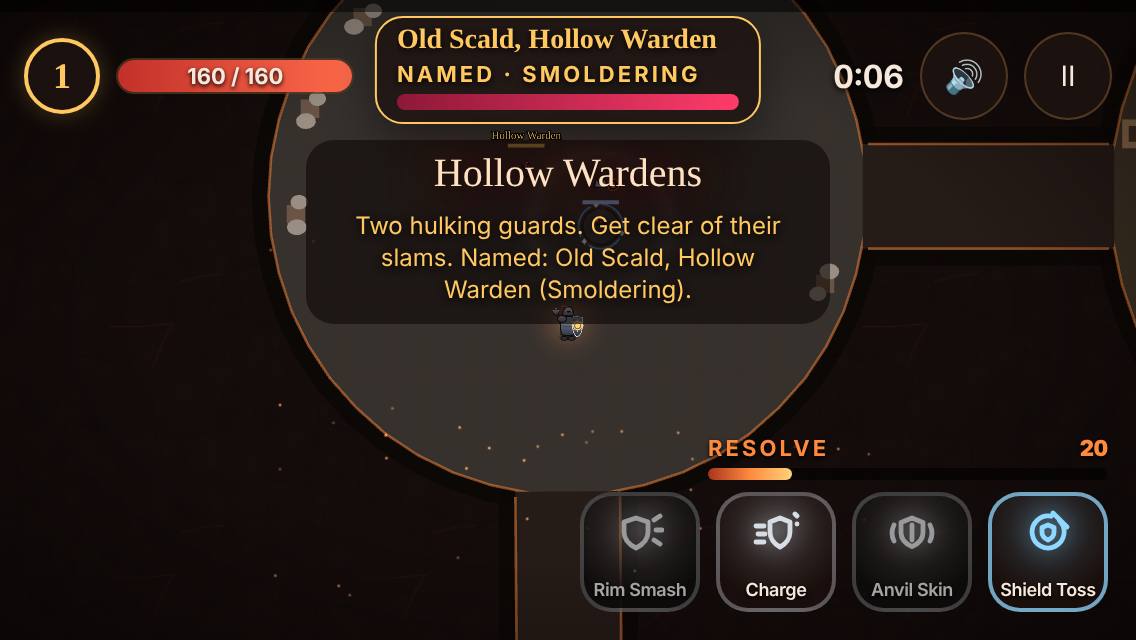 1
160 / 160
Old Scald, Hollow Warden
NAMED · SMOLDERING
0:06
Hollow Warden
Hollow Wardens
Two hulking guards. Get clear of their
slams. Named: Old Scald, Hollow
Warden (Smoldering).
RESOLVE 20
Rim Smash
Charge
Anvil Skin
Shield Toss